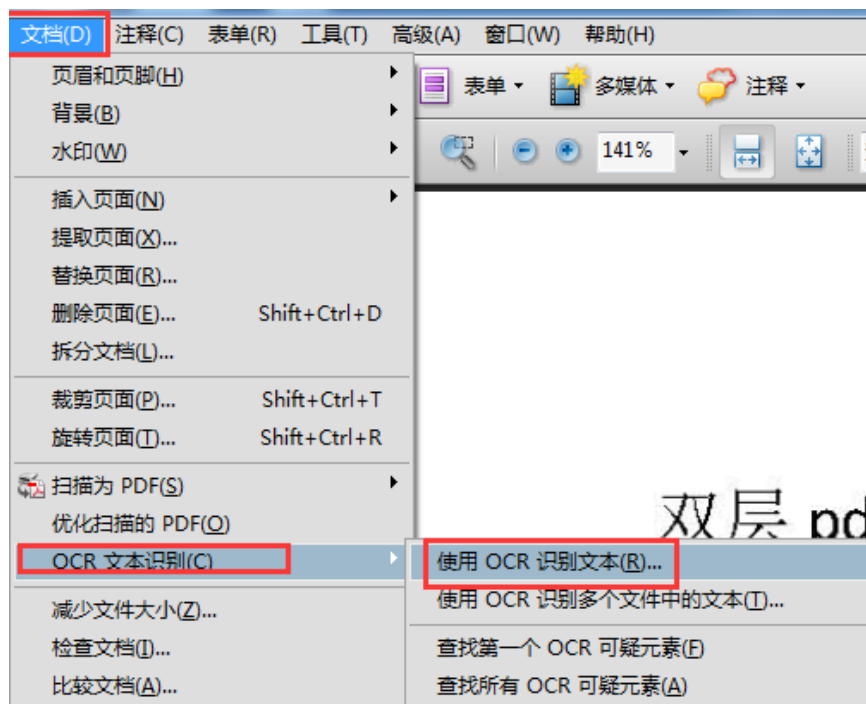 文档(D) 注释(C) 表单(R) 工具(T) 高级(A) 窗口(W) 帮助(H)
表单 多媒体 注释
141%
页眉和页脚(H)
背景(B)
水印(W)
插入页面(N)
提取页面(X)...
替换页面(R)...
删除页面(E)... Shift+Ctrl+D
拆分文档(L)...
裁剪页面(P)... Shift+Ctrl+T
旋转页面(T)... Shift+Ctrl+R
扫描为 PDF(S)
优化扫描的 PDF(O)
OCR 文本识别(C)
减少文件大小(Z)...
检查文档(I)...
比较文档(A)...
双层 pd
使用 OCR 识别文本(R)...
使用 OCR 识别多个文件中的文本(T)...
查找第一个 OCR 可疑元素(F)
查找所有 OCR 可疑元素(A)